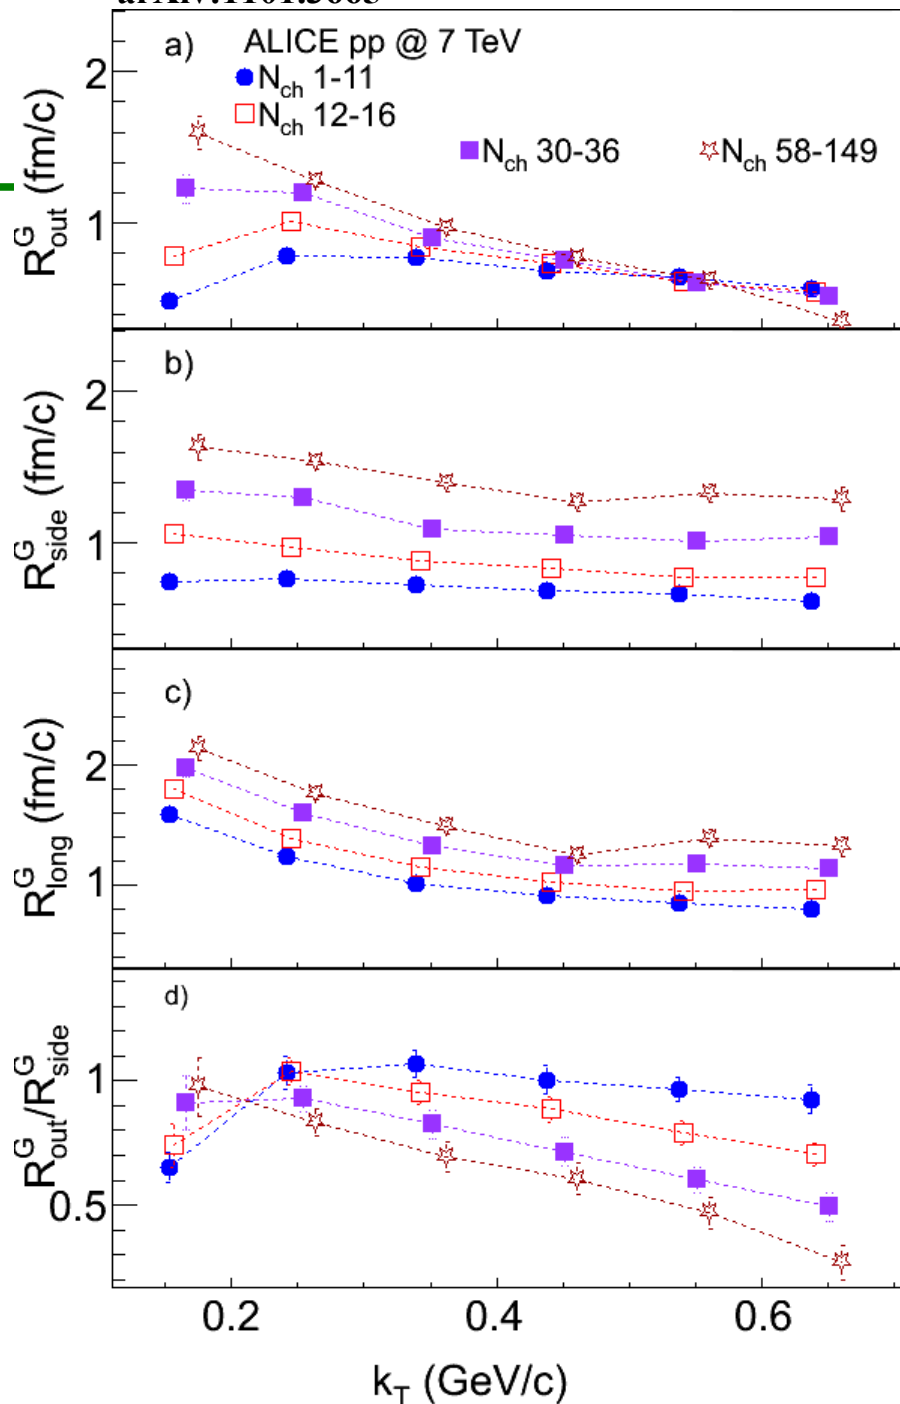 a) ALICE pp @ 7 TeV
N_ch 1-11
N_ch 12-16
N_ch 30-36
N_ch 58-149
2
1
R^G_out (fm/c)
b)
2
1
R^G_side (fm/c)
c)
2
1
R^G_long (fm/c)
d)
1
0.5
R^G_out/R^G_side
0.2 0.4 0.6
k_T (GeV/c)